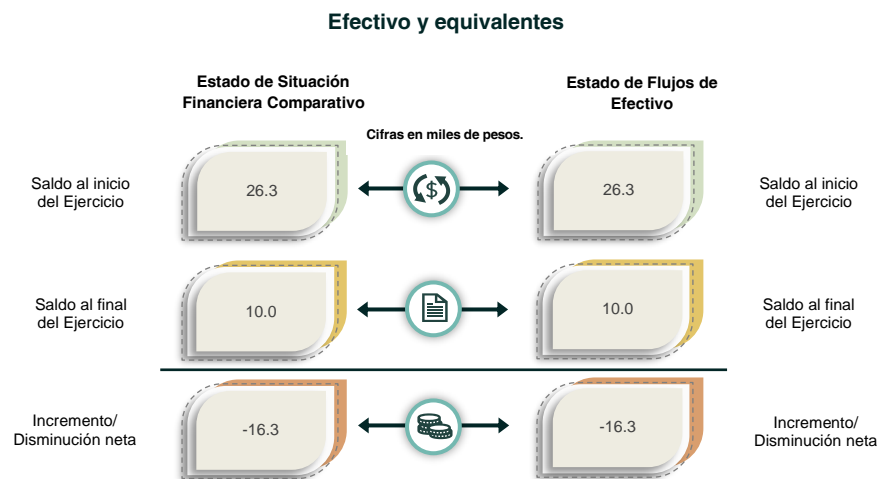 Efectivo y equivalentes
Estado de Situación
Financiera Comparativo
Estado de Flujos de
Efectivo
Cifras en miles de pesos.
Saldo al inicio
del Ejercicio
26.3
$
26.3
Saldo al inicio
del Ejercicio
Saldo al final
del Ejercicio
10.0
10.0
Saldo al final
del Ejercicio
Incremento/
Disminución neta
-16.3
-16.3
Incremento/
Disminución neta